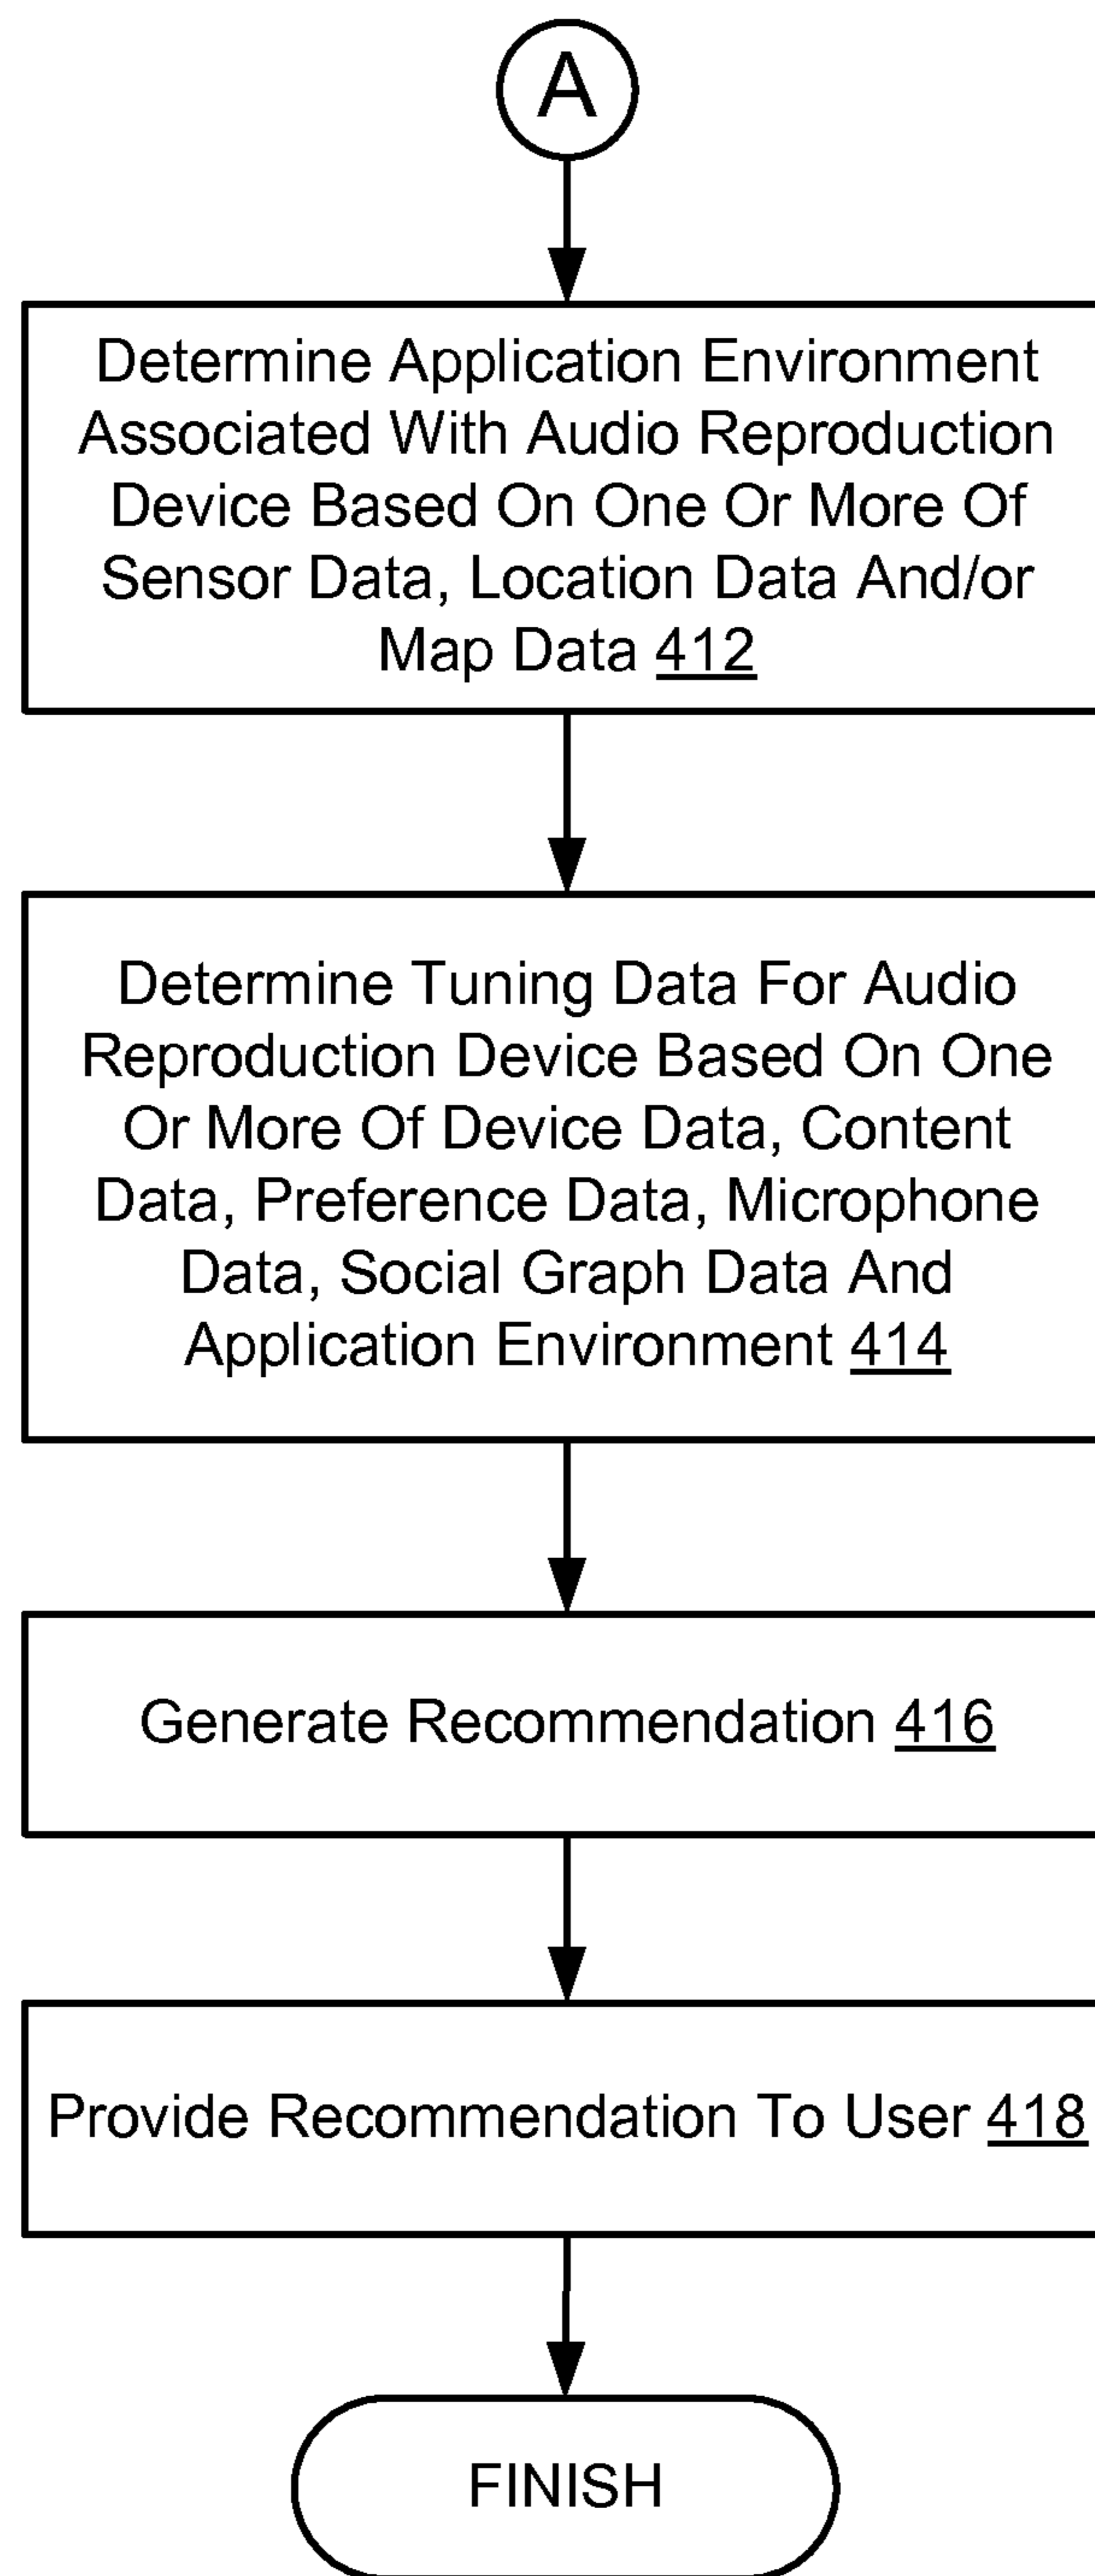 A
Determine Application Environment
Associated With Audio Reproduction
Device Based On One Or More Of
Sensor Data, Location Data And/or
Map Data 412
Determine Tuning Data For Audio
Reproduction Device Based On One
Or More Of Device Data, Content
Data, Preference Data, Microphone
Data, Social Graph Data And
Application Environment 414
Generate Recommendation 416
Provide Recommendation To User 418
FINISH